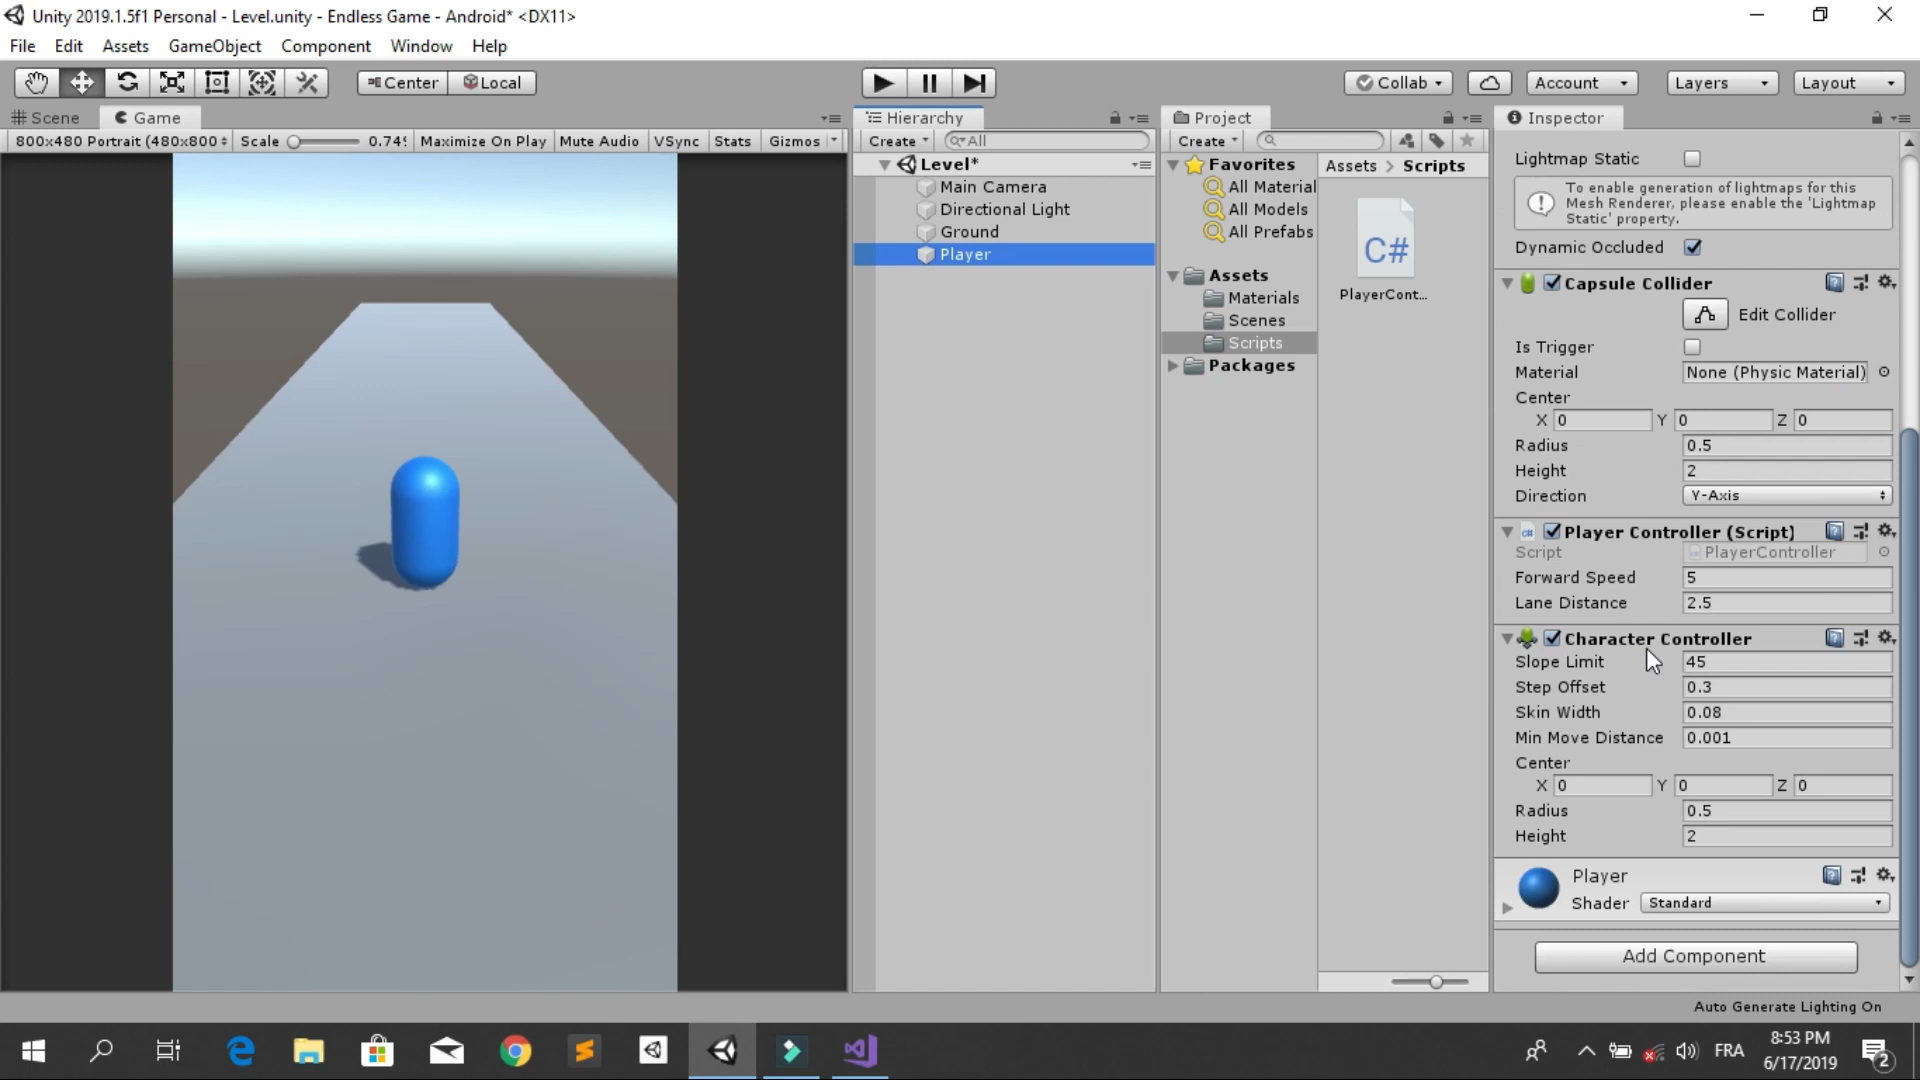 Unity 2019.1.5f1 Personal - Level.unity - Endless Game - Android* <DX11>
File Edit Assets GameObject Component Window Help
Center Local
Collab Account Layers Layout
Scene Game
800x480 Portrait (480x800 Scale 0.74 Maximize On Play Mute Audio VSync Stats Gizmos
Hierarchy
Create All
Level*
Main Camera
Directional Light
Ground
Player
Project
Create
Favorites
All Material
All Models
All Prefabs
Assets
Materials
Scenes
Scripts
Packages
Assets > Scripts
C#
PlayerCont...
Inspector
Lightmap Static
To enable generation of lightmaps for this
Mesh Renderer, please enable the 'Lightmap
Static' property.
Dynamic Occluded
Capsule Collider
Edit Collider
Is Trigger
Material None (Physic Material)
Center
X 0 Y 0 Z 0
Radius 0.5
Height 2
Direction Y-Axis
Player Controller (Script)
Script PlayerController
Forward Speed 5
Lane Distance 2.5
Character Controller
Slope Limit 45
Step Offset 0.3
Skin Width 0.08
Min Move Distance 0.001
Center
X 0 Y 0 Z 0
Radius 0.5
Height 2
Player
Shader Standard
Add Component
Auto Generate Lighting On
FRA
8:53 PM
6/17/2019
2